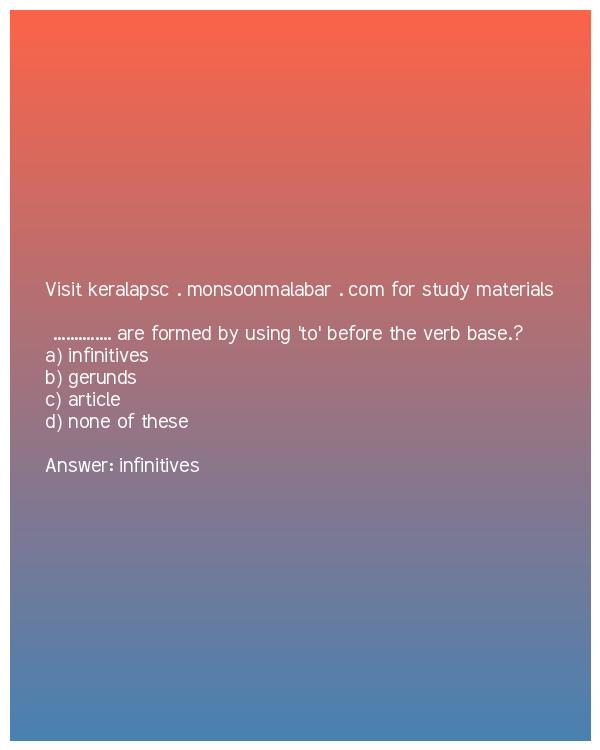 Visit keralapsc . monsoonmalabar . com for study materials
.............. are formed by using 'to' before the verb base.?
a) infinitives
b) gerunds
c) article
d) none of these
Answer: infinitives